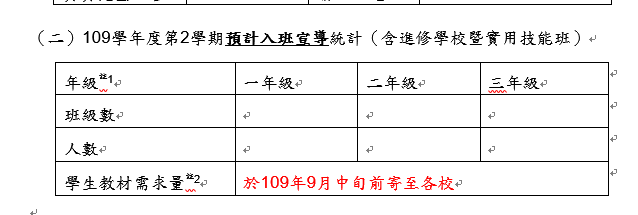 （二）109學年度第2學期預計入班宣導統計（含進修學校暨實用技能班）
年級註1 一年級 二年級 三年級
班級數
人數
學生教材需求量註2 於109年9月中旬前寄至各校